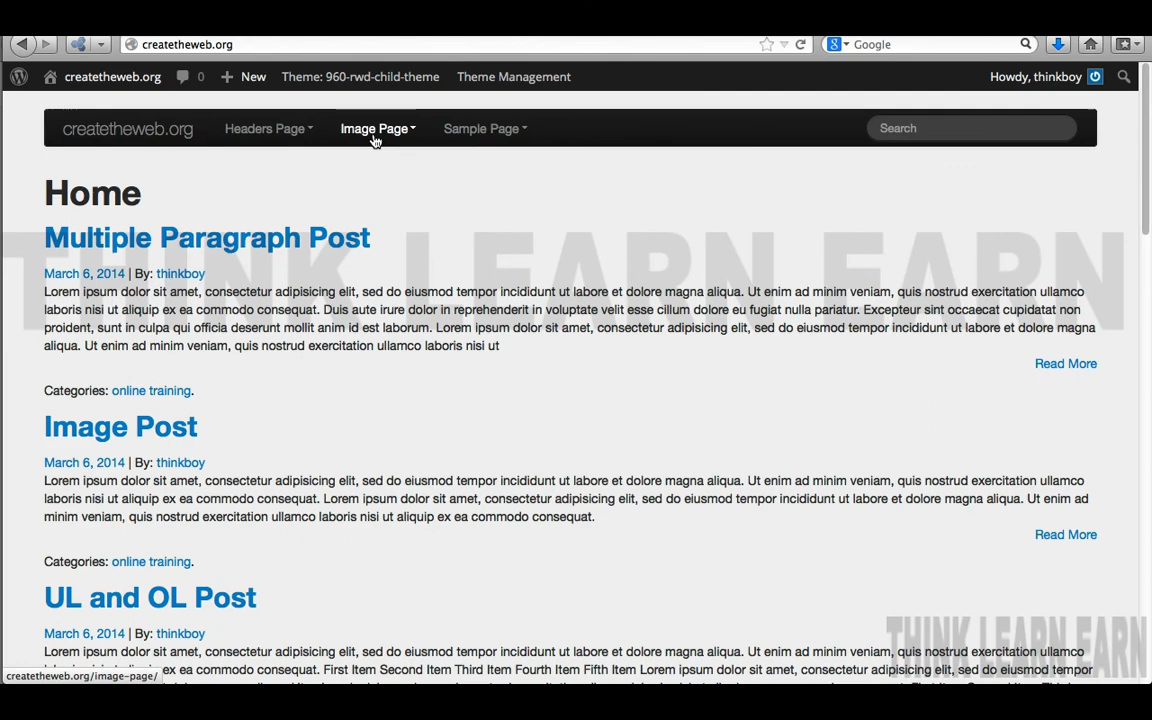 createtheweb.org
Google
createtheweb.org 0 + New Theme: 960-rwd-child-theme Theme Management Howdy, thinkboy
createtheweb.org Headers Page Image Page Sample Page Search
Home
Multiple Paragraph Post
THINK LEARN EARN
March 6, 2014 | By: thinkboy
Lorem ipsum dolor sit amet, consectetur adipisicing elit, sed do eiusmod tempor incididunt ut labore et dolore magna aliqua. Ut enim ad minim veniam, quis nostrud exercitation ullamco
laboris nisi ut aliquip ex ea commodo consequat. Duis aute irure dolor in reprehenderit in voluptate velit esse cillum dolore eu fugiat nulla pariatur. Excepteur sint occaecat cupidatat non
proident, sunt in culpa qui officia deserunt mollit anim id est laborum. Lorem ipsum dolor sit amet, consectetur adipisicing elit, sed do eiusmod tempor incididunt ut labore et dolore magna
aliqua. Ut enim ad minim veniam, quis nostrud exercitation ullamco laboris nisi ut
Read More
Categories: online training.
Image Post
March 6, 2014 | By: thinkboy
Lorem ipsum dolor sit amet, consectetur adipisicing elit, sed do eiusmod tempor incididunt ut labore et dolore magna aliqua. Ut enim ad minim veniam, quis nostrud exercitation ullamco
laboris nisi ut aliquip ex ea commodo consequat. Lorem ipsum dolor sit amet, consectetur adipisicing elit, sed do eiusmod tempor incididunt ut labore et dolore magna aliqua. Ut enim ad
minim veniam, quis nostrud exercitation ullamco laboris nisi ut aliquip ex ea commodo consequat.
Read More
Categories: online training.
UL and OL Post
March 6, 2014 | By: thinkboy
THINK LEARN EARN
Lorem ipsum dolor sit amet, consectetur adipisicing elit, sed do eiusmod tempor incididunt ut labore et dolore magna aliqua. Ut enim ad minim veniam, quis nostrud exercitation ullamco
ex ea commodo consequat. First Item Second Item Third Item Fourth Item Fifth Item Lorem ipsum dolor sit amet, consectetur adipisicing elit, sed do eiusmod tempor
createtheweb.org/image-page/